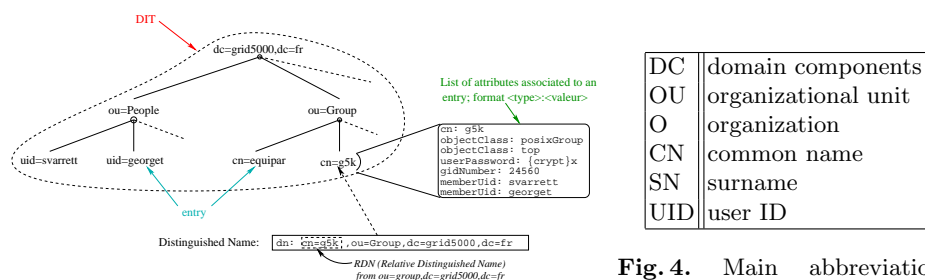 DIT
dc=grid5000,dc=fr
List of attributes associated to an
entry; format <type>:<valeur>
ou=People
ou=Group
uid=svarrett
uid=georget
cn=equipar
cn=g5k
cn: g5k
objectClass: posixGroup
objectClass: top
userPassword: {crypt}x
gidNumber: 24560
memberUid: svarrett
memberUid: georget
entry
Distinguished Name:
dn: cn=g5k ,ou=Group,dc=grid5000,dc=fr
RDN (Relative Distinguished Name)
from ou=group,dc=grid5000,dc=fr
DC domain components
OU organizational unit
O organization
CN common name
SN surname
UID user ID
Fig. 4. Main abbreviatio